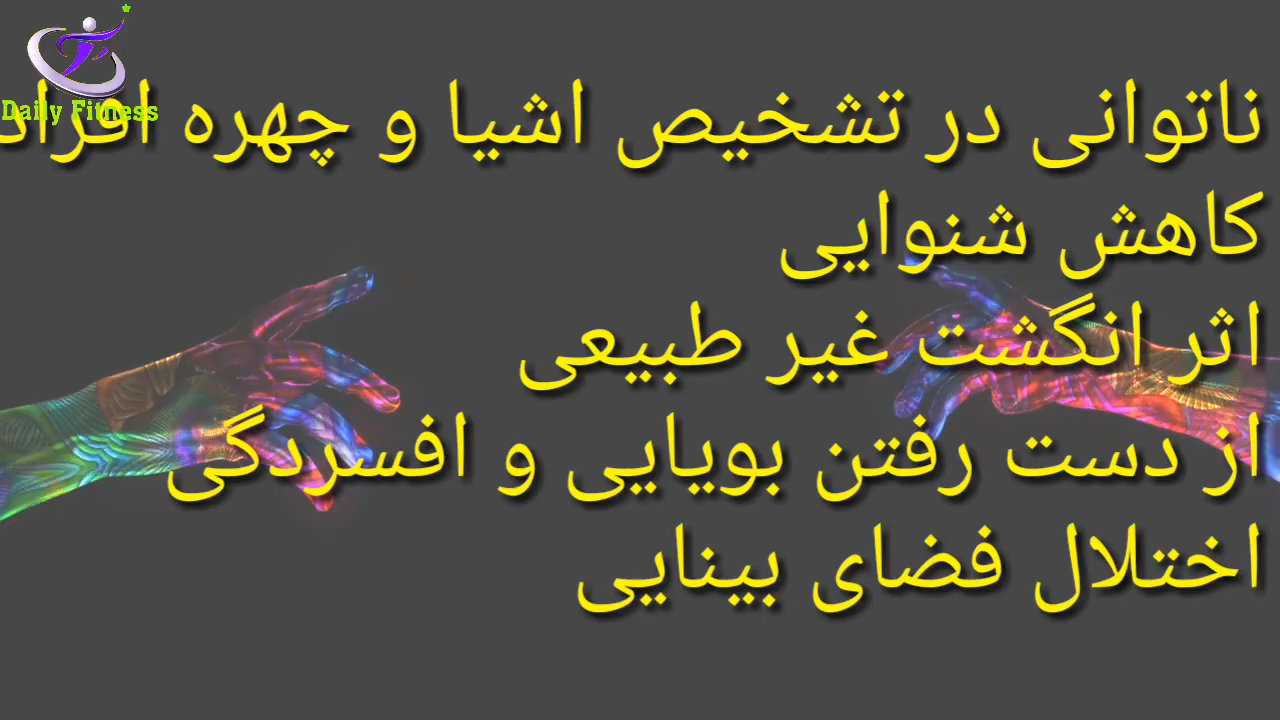 Daily Fitness
ناتوانی در تشخیص اشیا و چهره افراد
کاهش شنوایی
اثر انگشت غیر طبیعی
از دست رفتن بویایی و افسردگی
اختلال فضای بینایی